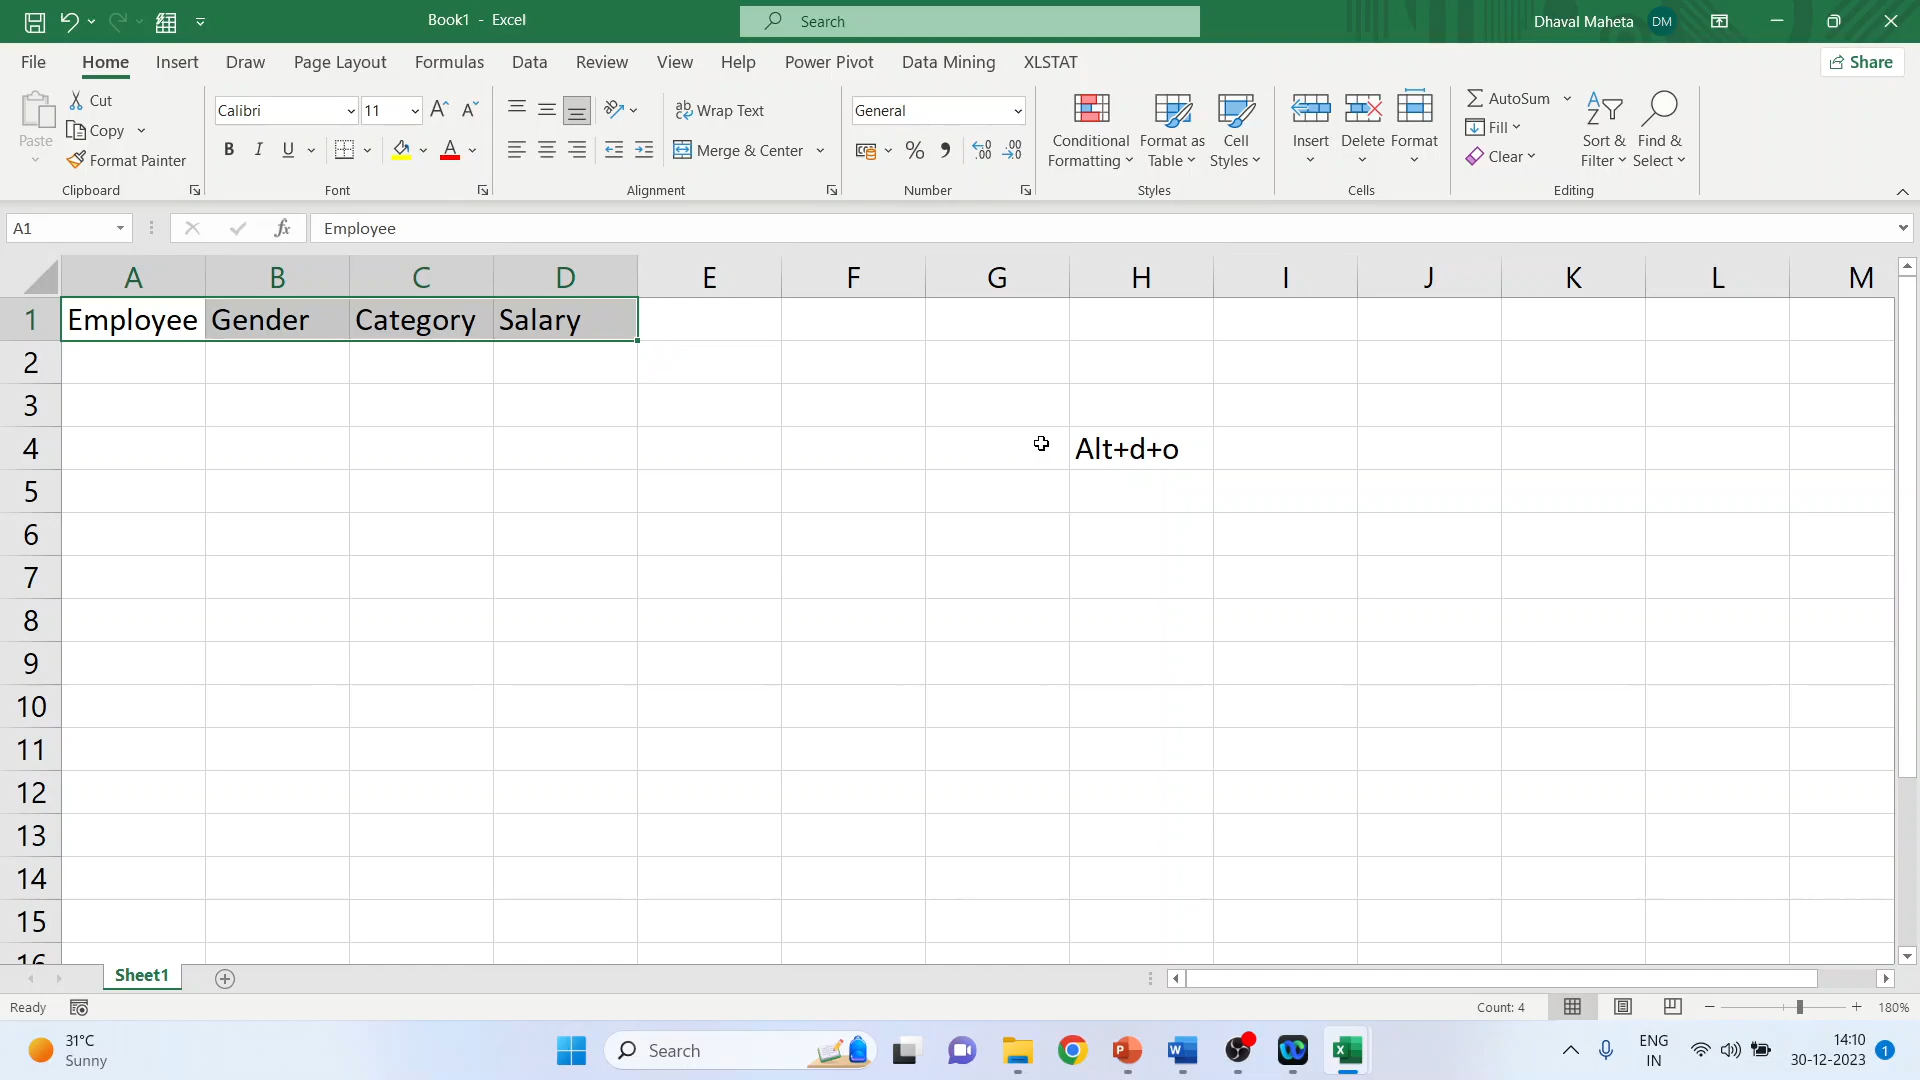 Book1 - Excel
Search
Dhaval Maheta
DM
File Home Insert Draw Page Layout Formulas Data Review View Help Power Pivot Data Mining XLSTAT
Share
Paste
Cut
Copy
Format Painter
Clipboard
Calibri 11
B I U
Font
Wrap Text
Merge & Center
Alignment
General
Number
Conditional Formatting
Format as Table
Cell Styles
Styles
Insert Delete Format
Cells
AutoSum
Fill
Clear
Sort & Filter
Find & Select
Editing
A1
fx
Employee
A B C D E F G H I J K L M
1 Employee Gender Category Salary
2
3
4 Alt+d+o
5
6
7
8
9
10
11
12
13
14
15
16
Sheet1
Ready
Count: 4
180%
31°C
Sunny
Search
ENG
IN
14:10
30-12-2023
1